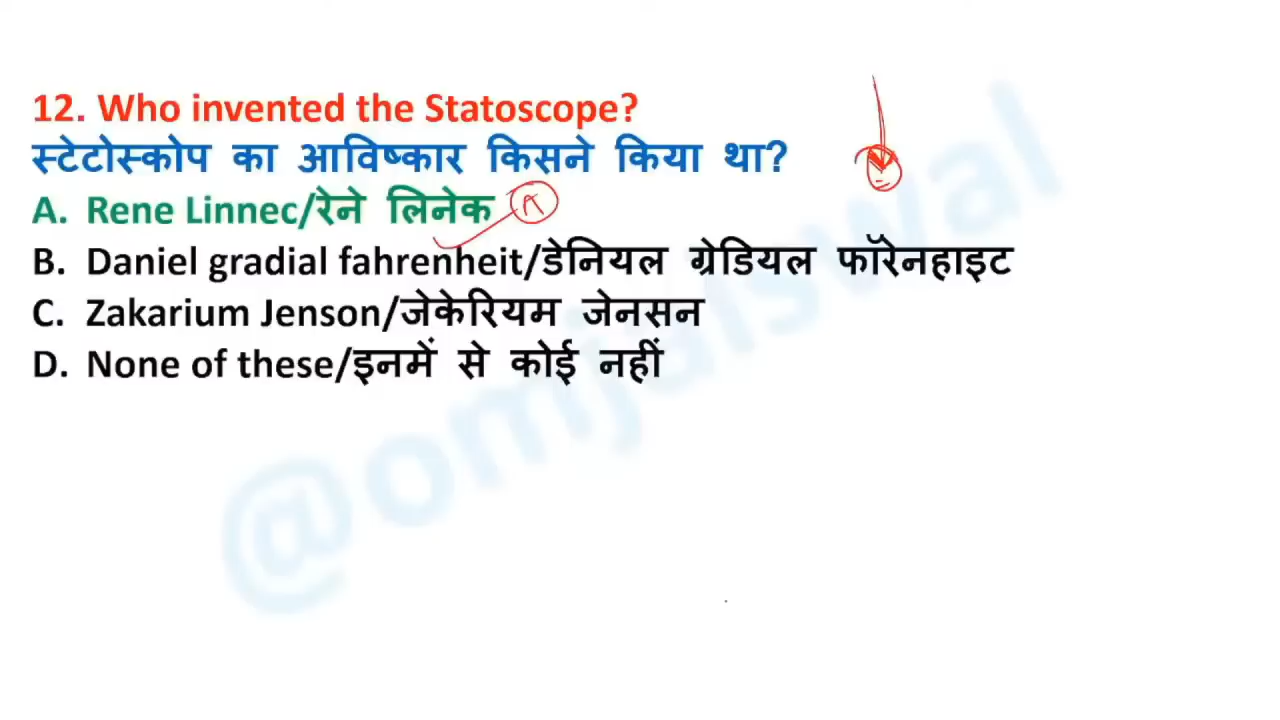 12. Who invented the Statoscope?
स्टेटोस्कोप का आविष्कार किसने किया था?
A. Rene Linnec/रेने लिनेक A
B. Daniel gradial fahrenheit/डेनियल ग्रेडियल फॉरेनहाइट
C. Zakarium Jenson/जेकेरियम जेनसन
D. None of these/इनमें से कोई नहीं
@omjaiswal